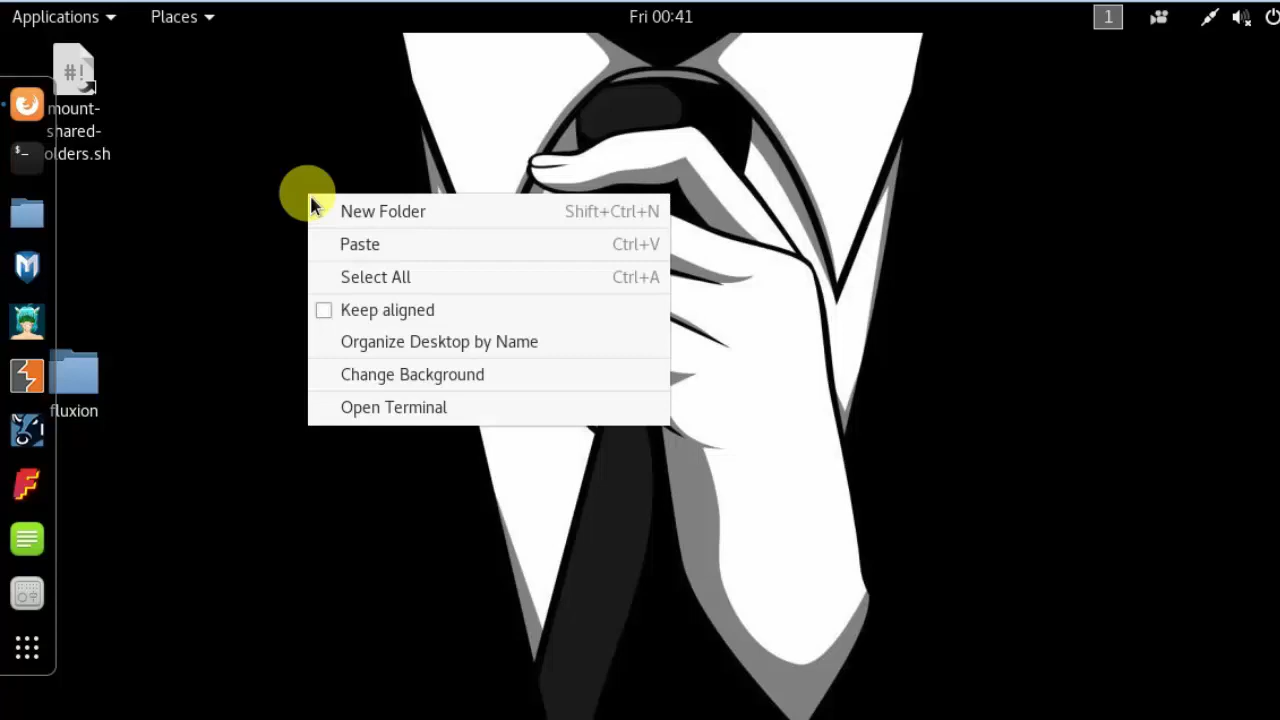 Applications
Places
Fri 00:41
1
#!
mount-
shared-
olders.sh
$_
New Folder Shift+Ctrl+N
Paste Ctrl+V
Select All Ctrl+A
Keep aligned
Organize Desktop by Name
Change Background
Open Terminal
fluxion